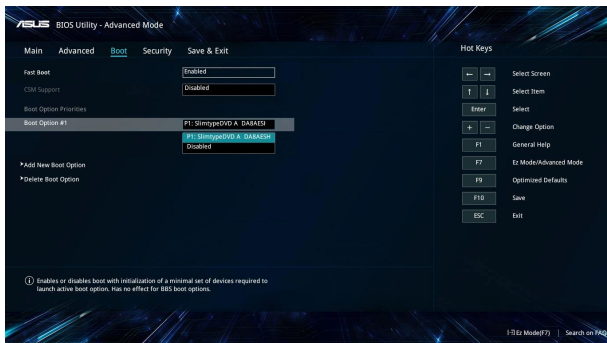 ASUS BIOS Utility - Advanced Mode
Main Advanced Boot Security Save & Exit
Hot Keys
Fast Boot Enabled
CSM Support Disabled
Boot Option Priorities
Boot Option #1 P1: SlimtypeDVD A DA8AESI
P1: SlimtypeDVD A DA8AESH
Disabled
Add New Boot Option
Delete Boot Option
← → Select Screen
↑ ↓ Select Item
Enter Select
+ − Change Option
F1 General Help
F7 Ez Mode/Advanced Mode
F9 Optimized Defaults
F10 Save
ESC Exit
Enables or disables boot with initialization of a minimal set of devices required to
launch active boot option. Has no effect for BBS boot options.
Ez Mode(F7) | Search on FAQ